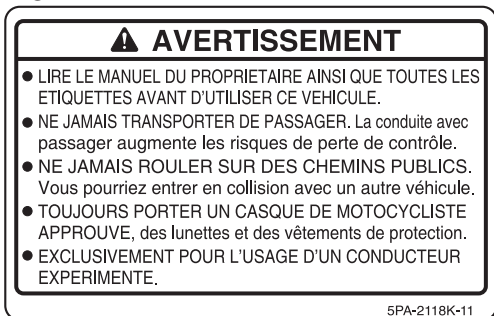 AVERTISSEMENT
● LIRE LE MANUEL DU PROPRIETAIRE AINSI QUE TOUTES LES
ETIQUETTES AVANT D'UTILISER CE VEHICULE.
● NE JAMAIS TRANSPORTER DE PASSAGER. La conduite avec
passager augmente les risques de perte de contrôle.
● NE JAMAIS ROULER SUR DES CHEMINS PUBLICS.
Vous pourriez entrer en collision avec un autre véhicule.
● TOUJOURS PORTER UN CASQUE DE MOTOCYCLISTE
APPROUVE, des lunettes et des vêtements de protection.
● EXCLUSIVEMENT POUR L'USAGE D'UN CONDUCTEUR
EXPERIMENTE.
5PA-2118K-11